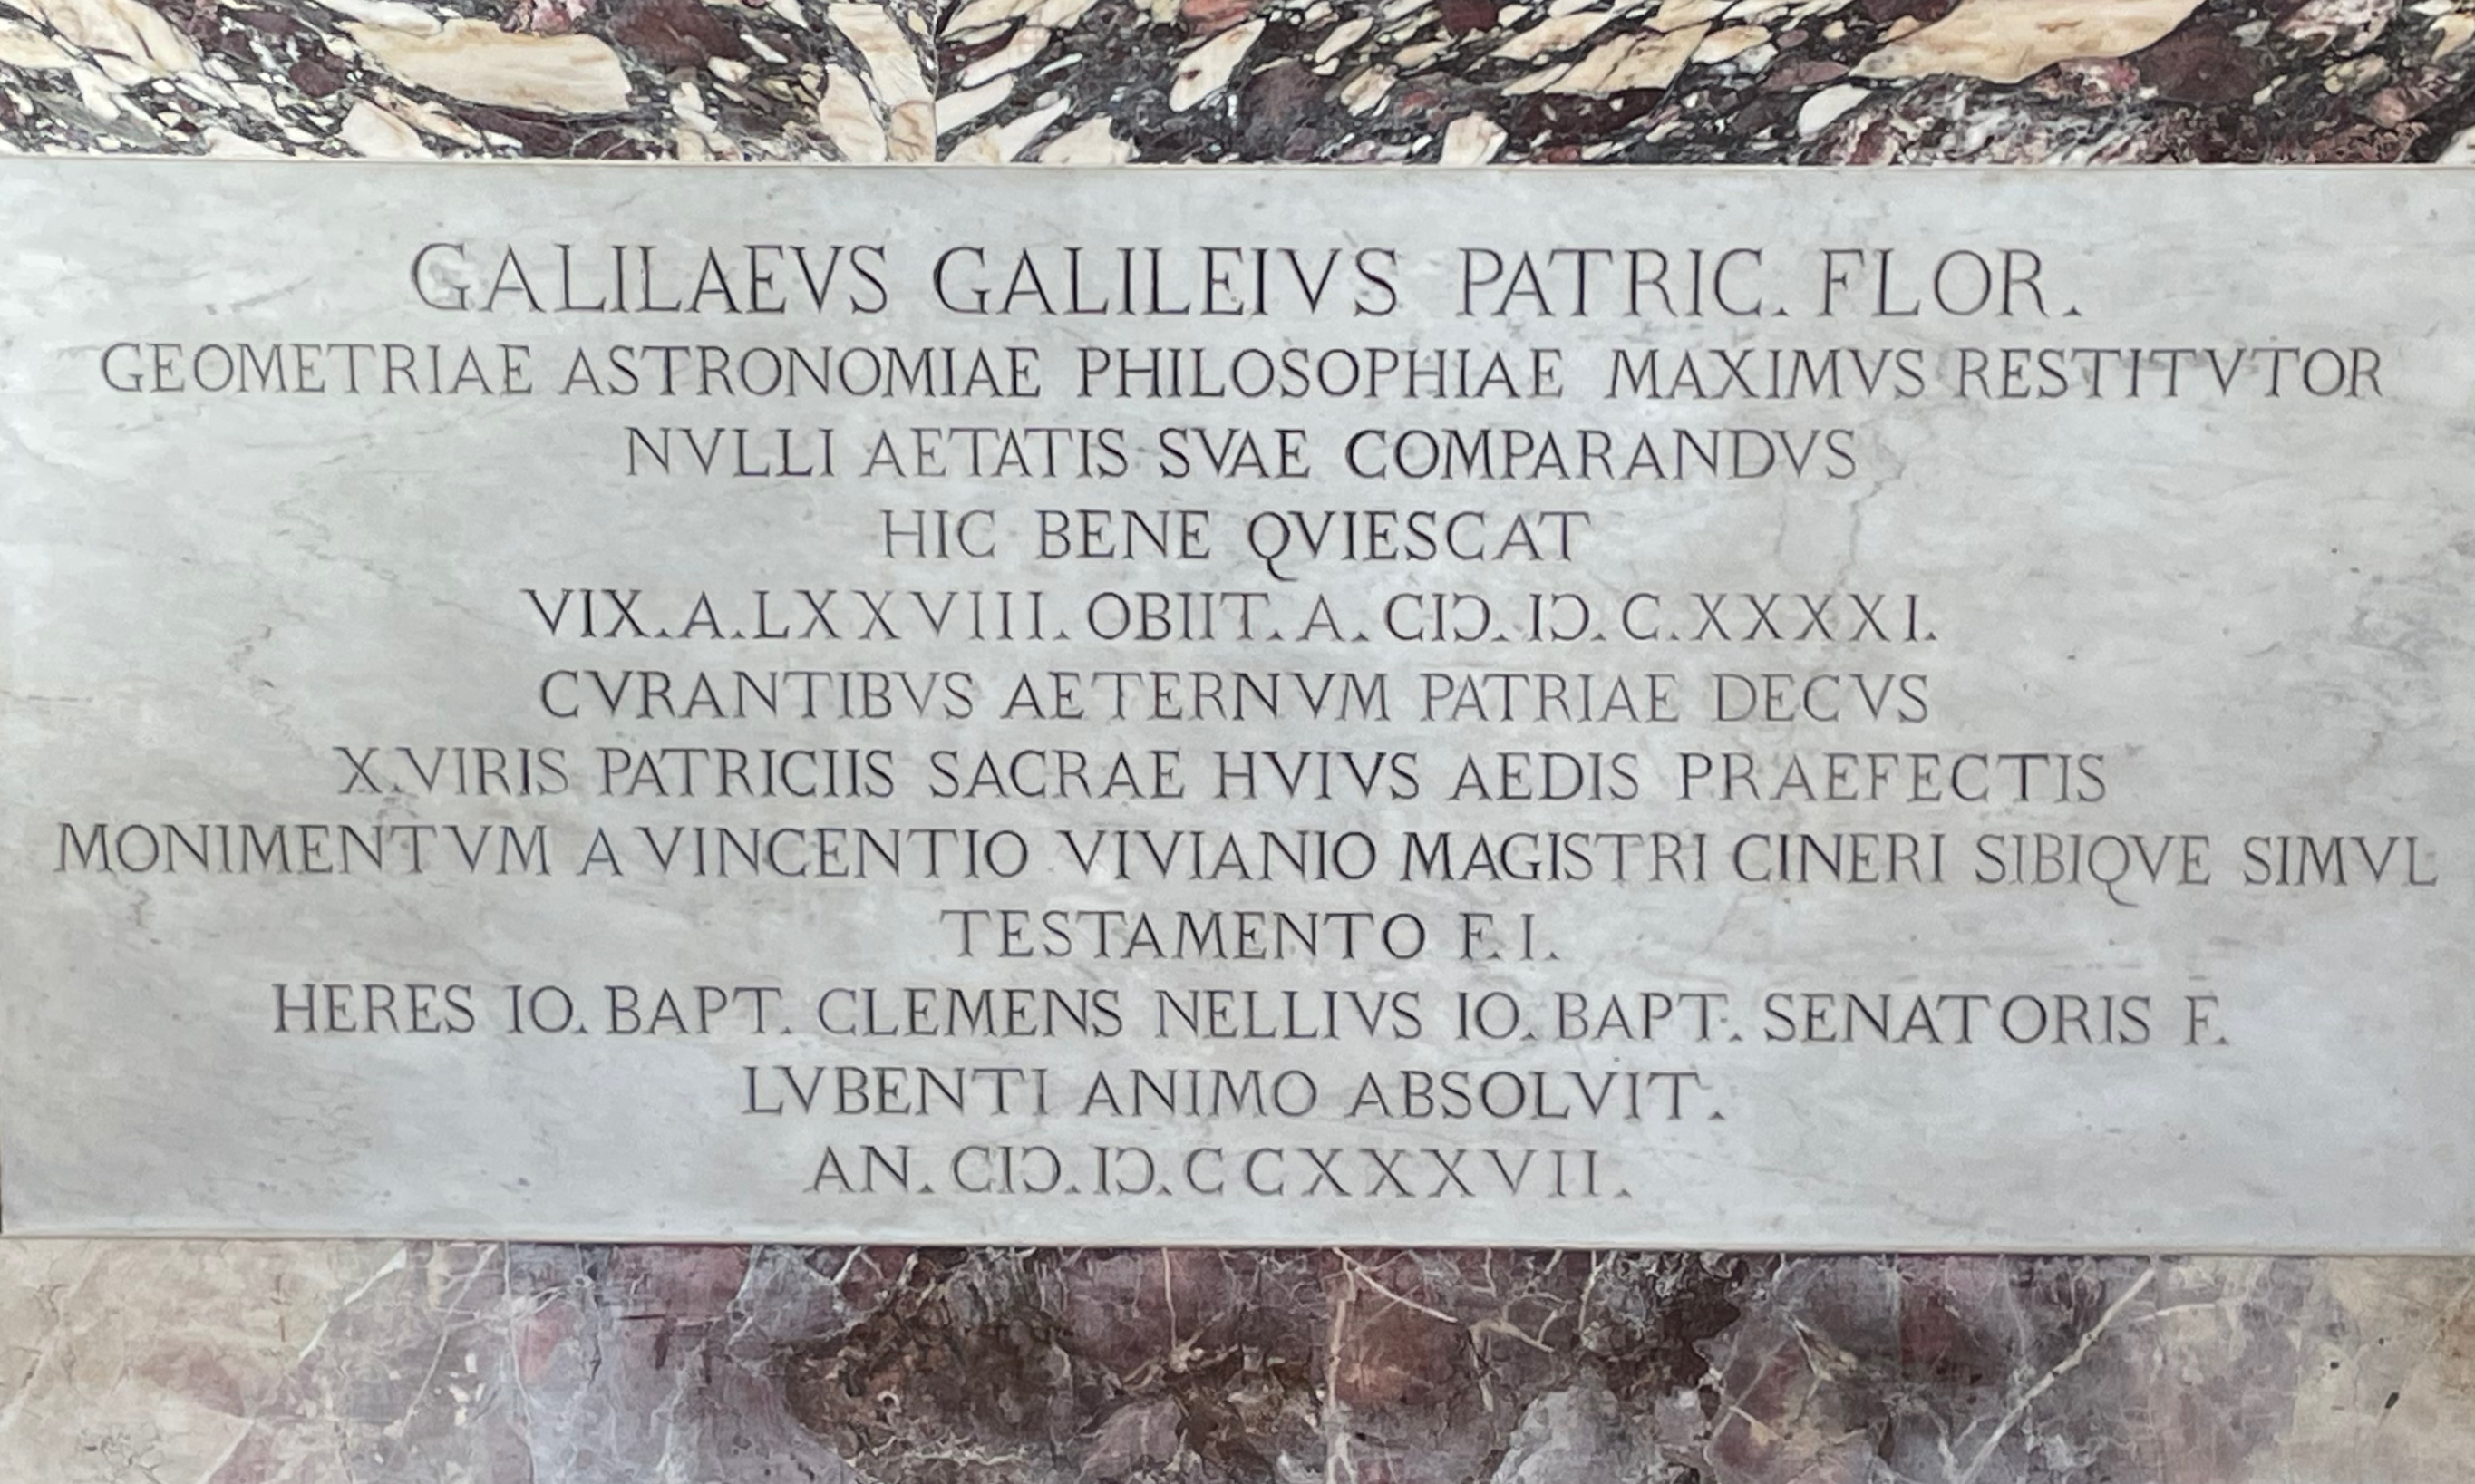 GALILAEVS GALILEIVS PATRIC. FLOR.
GEOMETRIAE ASTRONOMIAE PHILOSOPHIAE MAXIMVS RESTITVTOR
NVLLI AETATIS SVAE COMPARANDVS
HIC BENE QVIESCAT
VIX. A. LXXVIII. OBIIT. A. CIƆ. IƆ. C. XXXXI.
CVRANTIBVS AETERNVM PATRIAE DECVS
X. VIRIS PATRICIIS SACRAE HVIVS AEDIS PRAEFECTIS
MONIMENTVM A VINCENTIO VIVIANIO MAGISTRI CINERI SIBIQVE SIMVL
TESTAMENTO F. I.
HERES IO. BAPT. CLEMENS NELLIVS IO. BAPT. SENATORIS F.
LVBENTI ANIMO ABSOLVIT.
AN. CIƆ. IƆ. CCXXXVII.